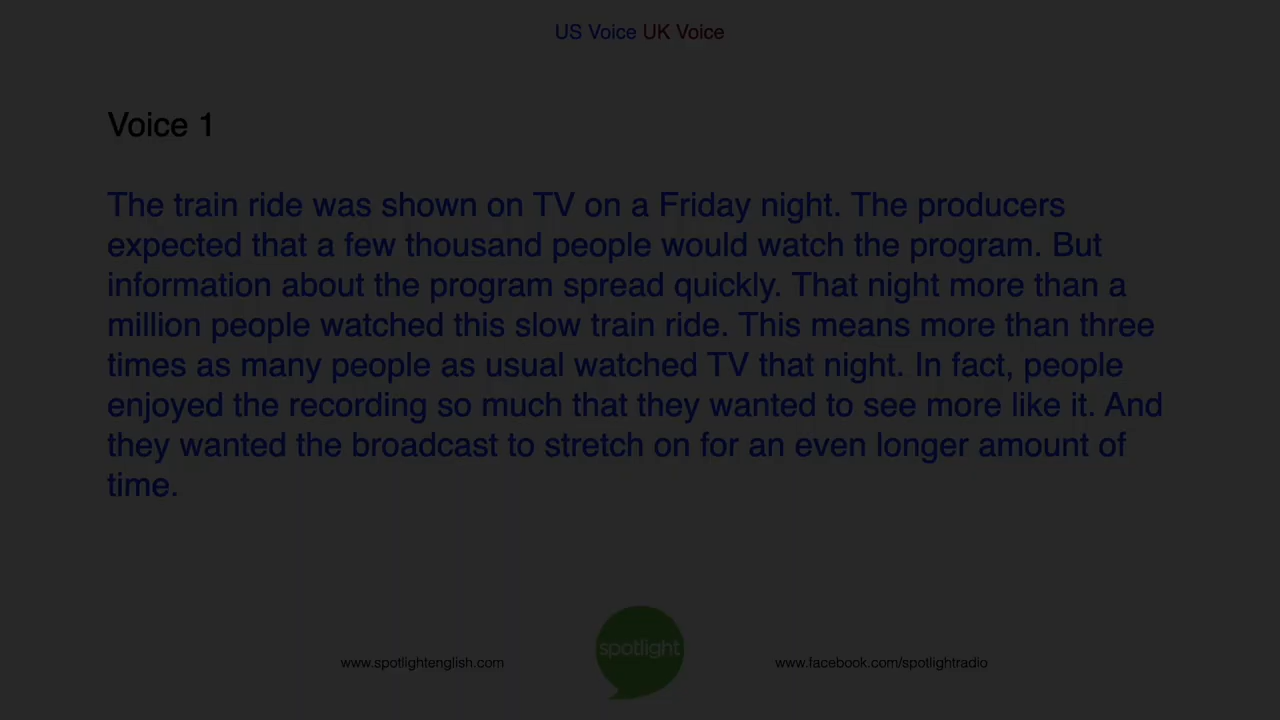 US Voice UK Voice
Voice 1
The train ride was shown on TV on a Friday night. The producers
expected that a few thousand people would watch the program. But
information about the program spread quickly. That night more than a
million people watched this slow train ride. This means more than three
times as many people as usual watched TV that night. In fact, people
enjoyed the recording so much that they wanted to see more like it. And
they wanted the broadcast to stretch on for an even longer amount of
time.
spotlight
www.spotlightenglish.com
www.facebook.com/spotlightradio